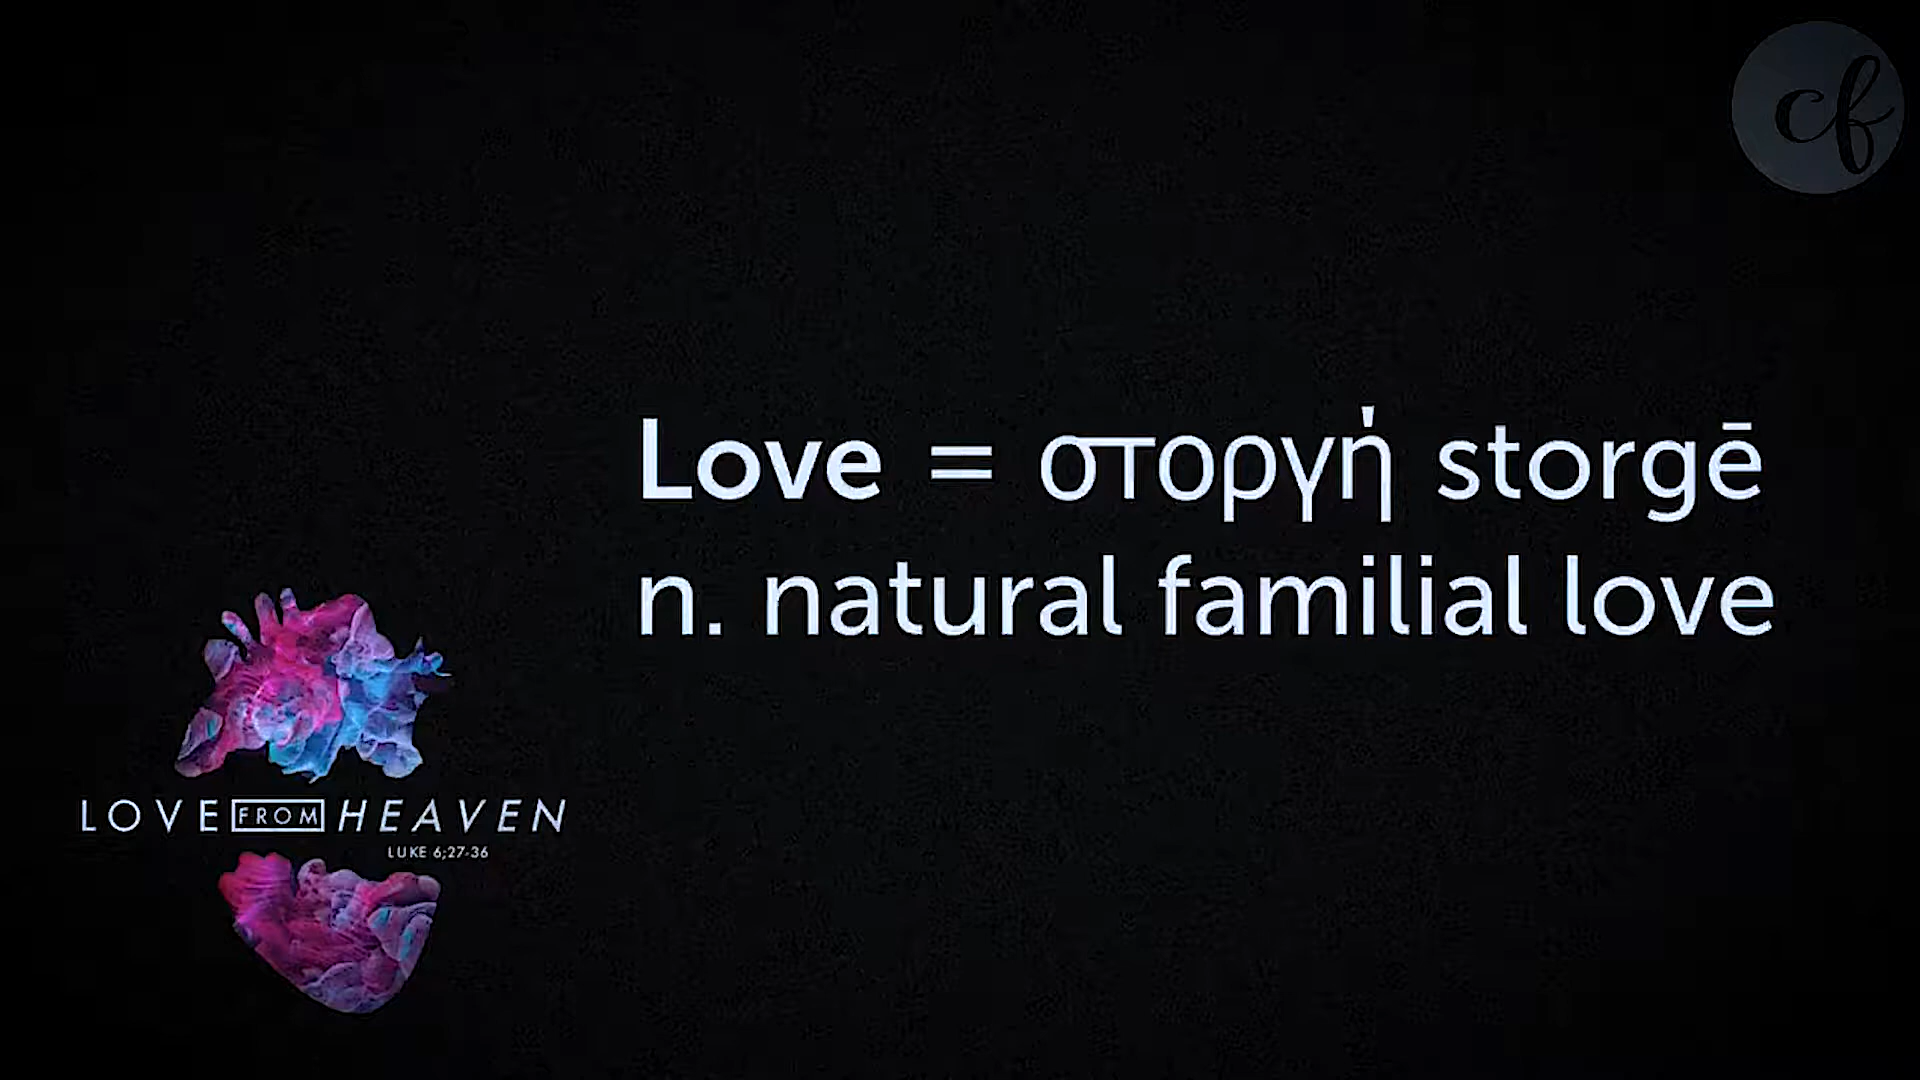 cf
Love = στοργή storgē
n. natural familial love
LOVE FROM HEAVEN
LUKE 6;27-36